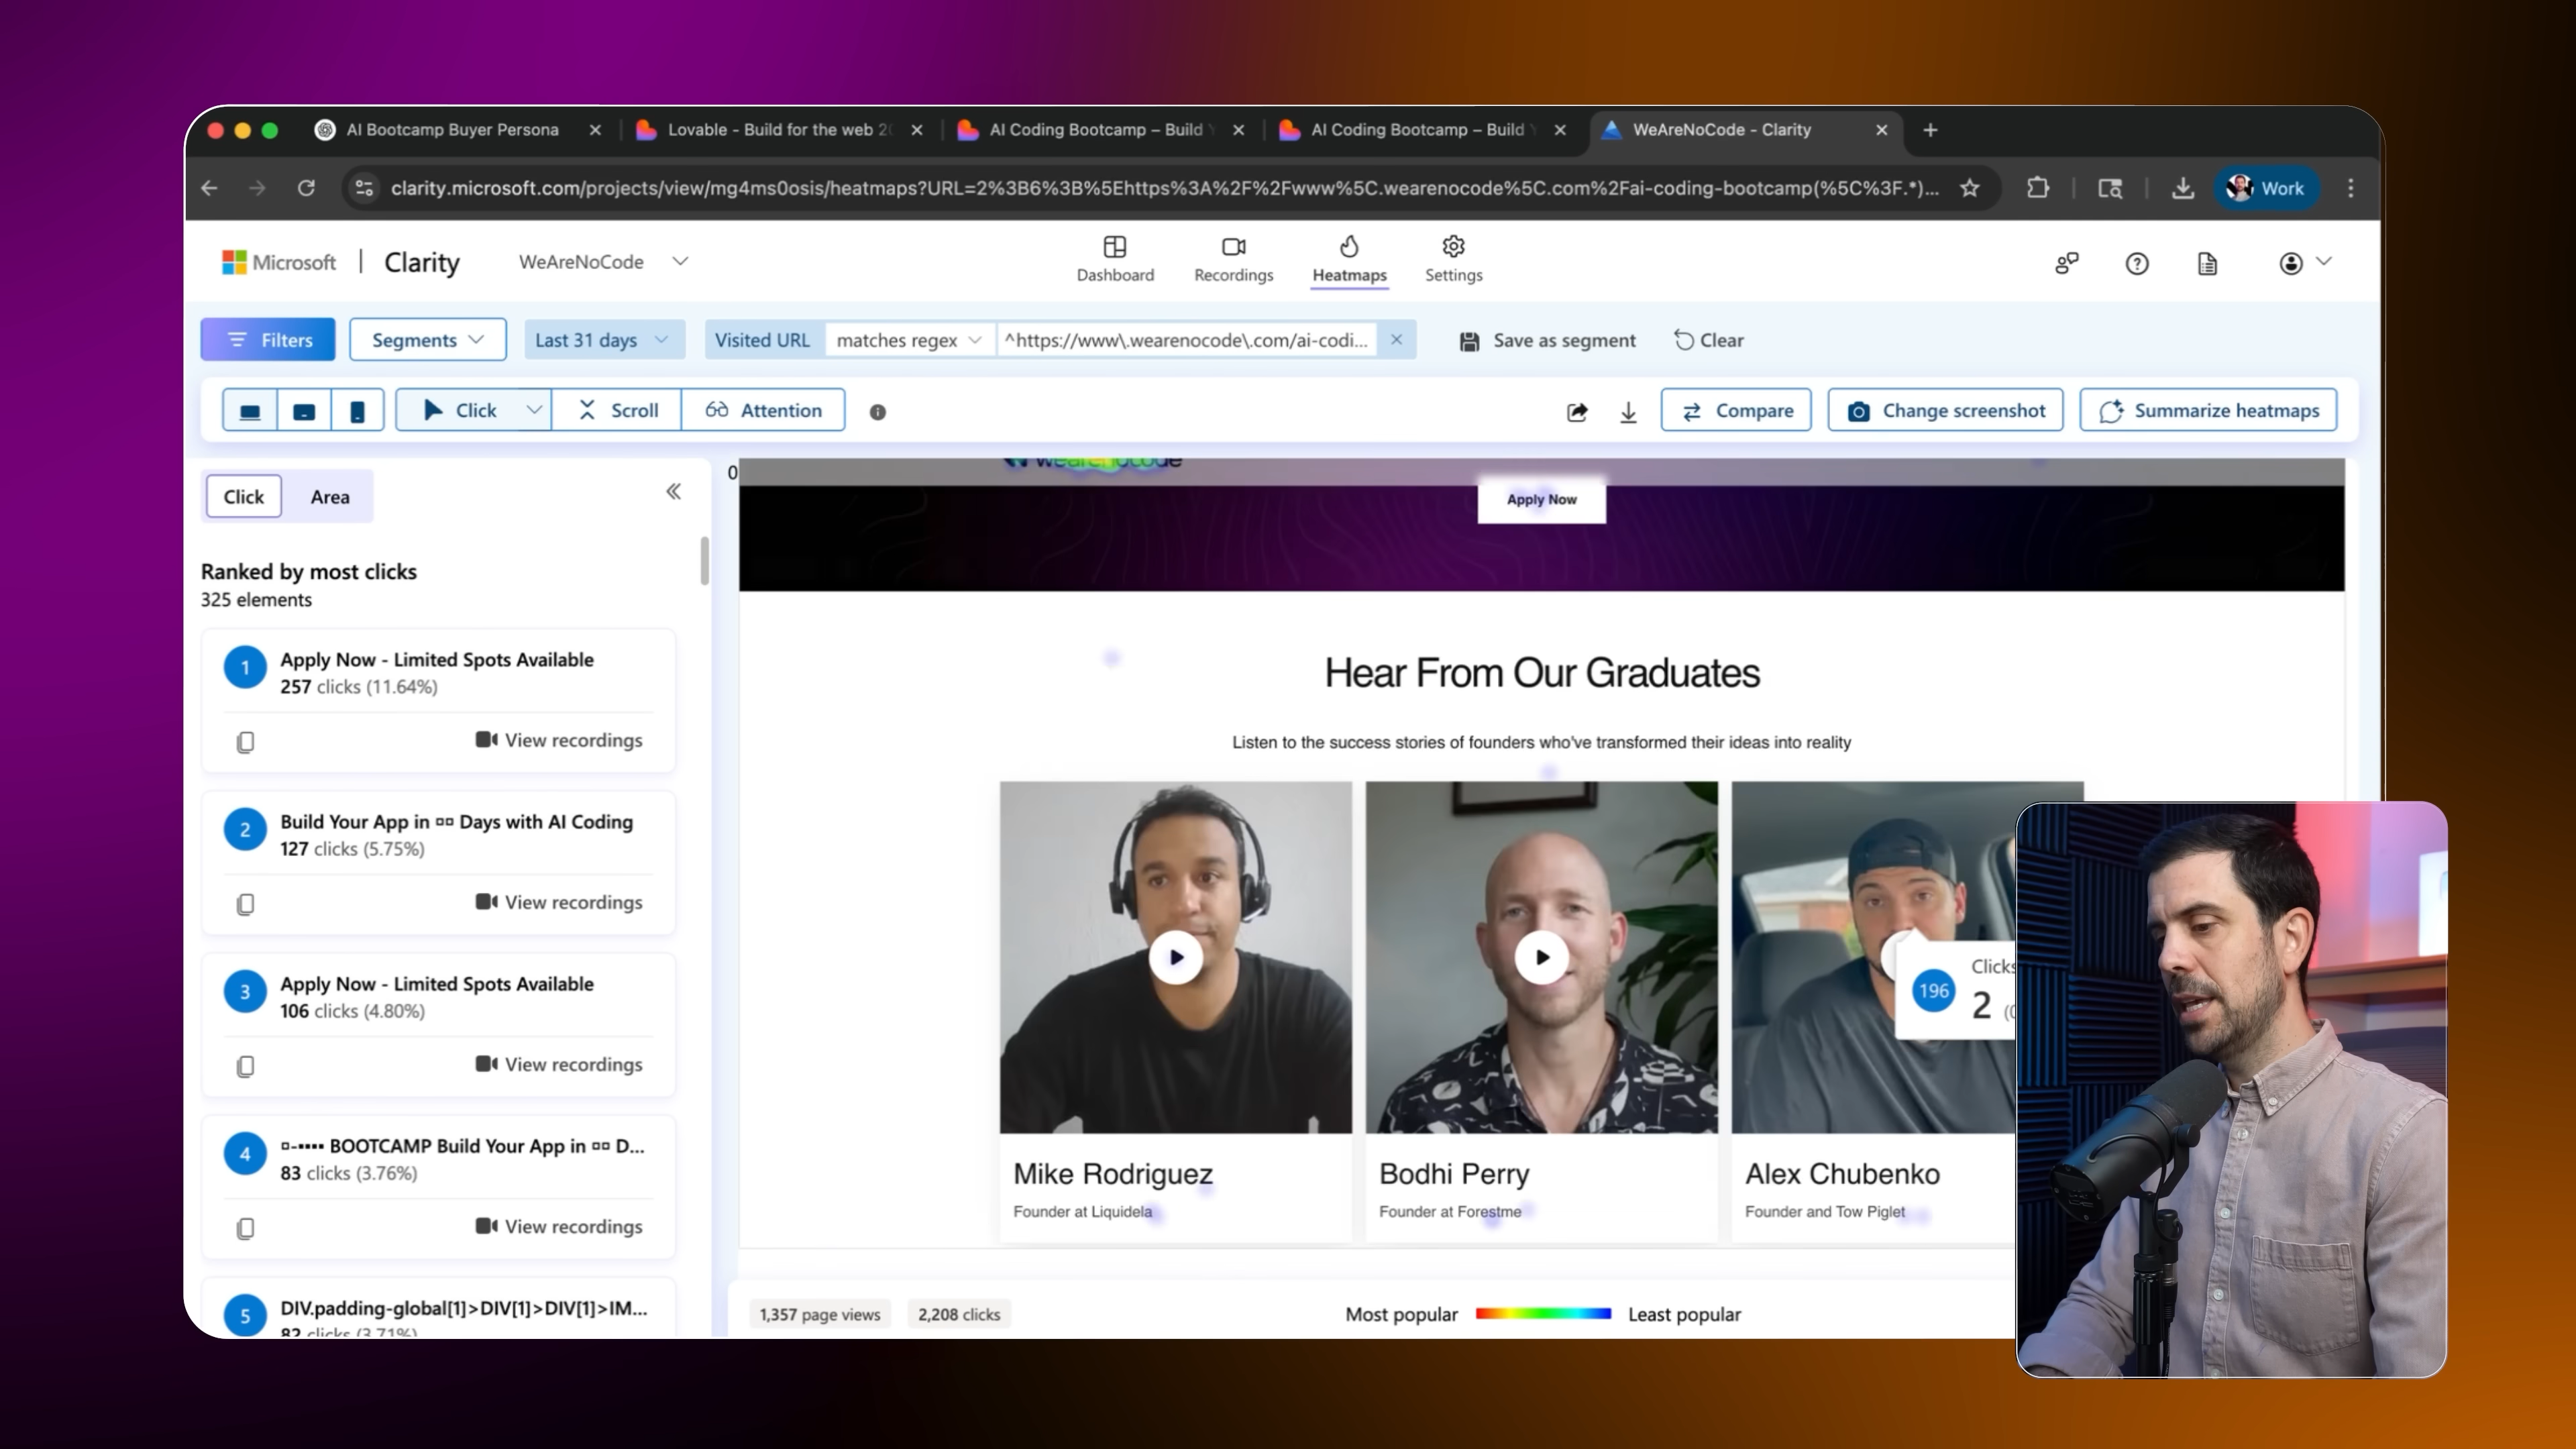 AI Bootcamp Buyer Persona
Lovable - Build for the web 20
AI Coding Bootcamp – Build Y
AI Coding Bootcamp – Build Y
WeAreNoCode - Clarity
clarity.microsoft.com/projects/view/mg4ms0osis/heatmaps?URL=2%3B6%3B%5Ehttps%3A%2F%2Fwww%5C.wearenocode%5C.com%2Fai-coding-bootcamp(%5C%3F.*)...
Work
Microsoft | Clarity
WeAreNoCode
Dashboard
Recordings
Heatmaps
Settings
Filters
Segments
Last 31 days
Visited URL
matches regex
^https://www\.wearenocode\.com/ai-codi...
Save as segment
Clear
Click
Scroll
Attention
Compare
Change screenshot
Summarize heatmaps
Click
Area
Ranked by most clicks
325 elements
1
Apply Now - Limited Spots Available
257 clicks (11.64%)
View recordings
2
Build Your App in ▫▫ Days with AI Coding
127 clicks (5.75%)
View recordings
3
Apply Now - Limited Spots Available
106 clicks (4.80%)
View recordings
4
▫-▪▪▪▪ BOOTCAMP Build Your App in ▫▫ D...
83 clicks (3.76%)
View recordings
5
DIV.padding-global[1]>DIV[1]>DIV[1]>IM...
82 clicks (3.71%)
0
wearenocode
Apply Now
Hear From Our Graduates
Listen to the success stories of founders who've transformed their ideas into reality
196
Clicks
2 (0
Mike Rodriguez
Founder at Liquidela
Bodhi Perry
Founder at Forestme
Alex Chubenko
Founder and Tow Piglet
1,357 page views
2,208 clicks
Most popular
Least popular